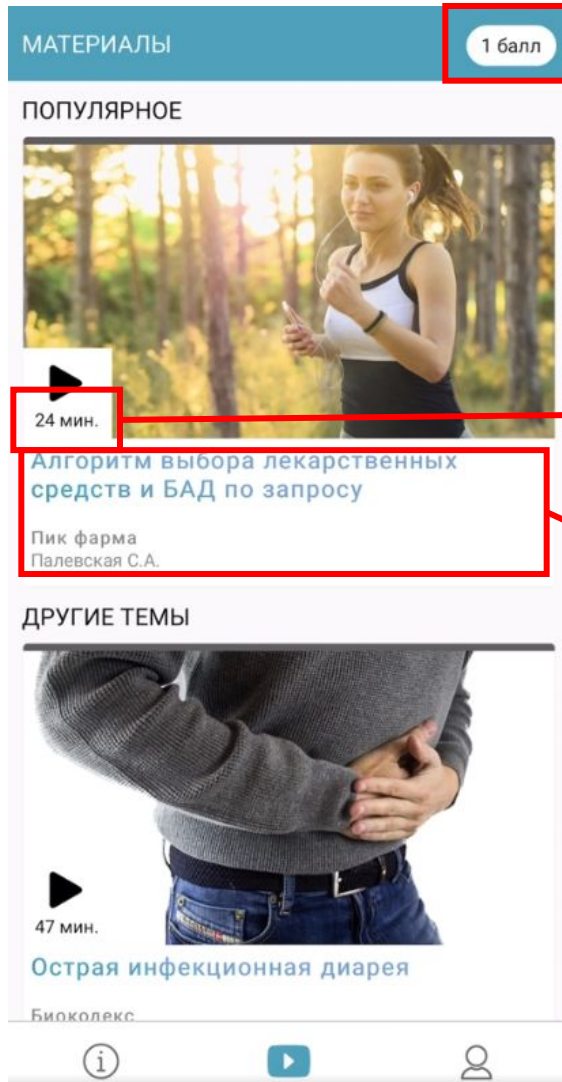 МАТЕРИАЛЫ
1 балл
ПОПУЛЯРНОЕ
24 мин.
Алгоритм выбора лекарственных
средств и БАД по запросу
Пик фарма
Палевская С.А.
ДРУГИЕ ТЕМЫ
47 мин.
Острая инфекционная диарея
Биокодекс